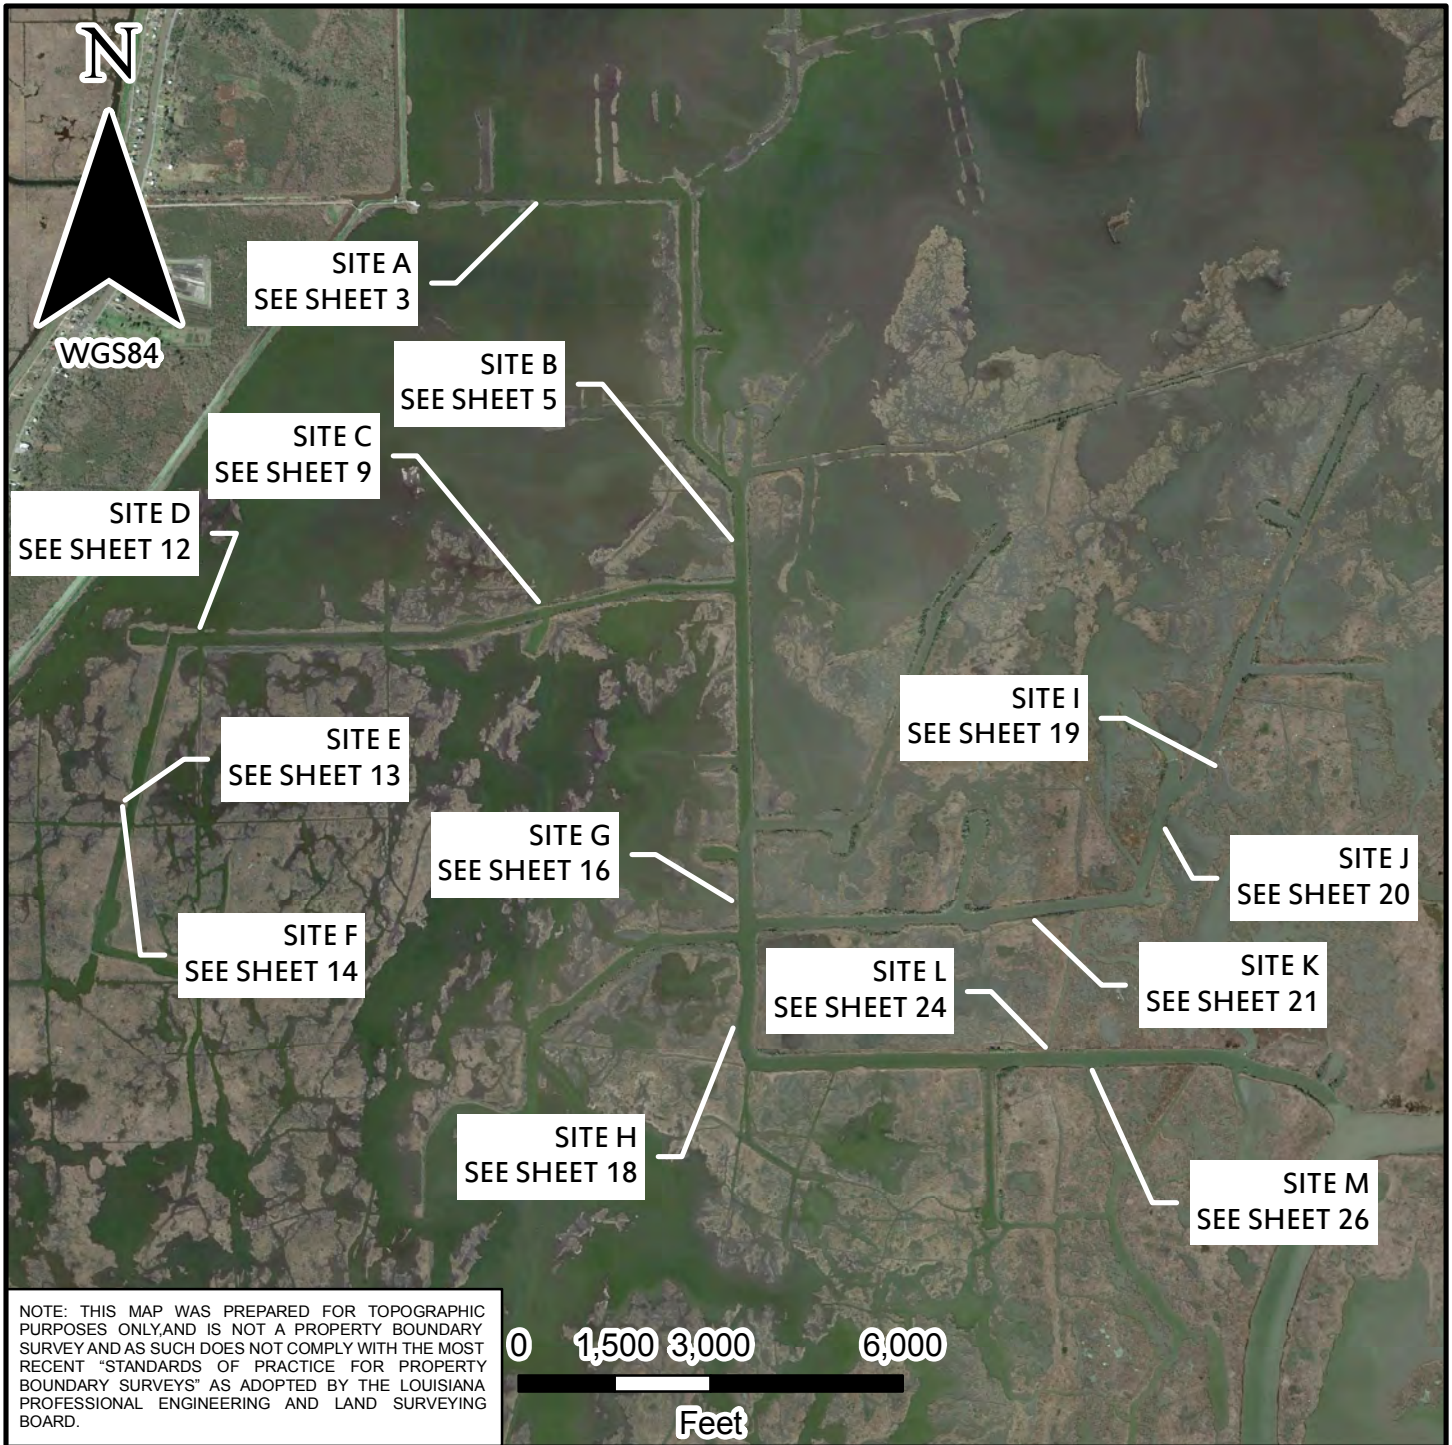 N
WGS84
SITE A
SEE SHEET 3
SITE B
SEE SHEET 5
SITE C
SEE SHEET 9
SITE D
SEE SHEET 12
SITE E
SEE SHEET 13
SITE F
SEE SHEET 14
SITE G
SEE SHEET 16
SITE H
SEE SHEET 18
SITE I
SEE SHEET 19
SITE J
SEE SHEET 20
SITE K
SEE SHEET 21
SITE L
SEE SHEET 24
SITE M
SEE SHEET 26
NOTE: THIS MAP WAS PREPARED FOR TOPOGRAPHIC
PURPOSES ONLY,AND IS NOT A PROPERTY BOUNDARY
SURVEY AND AS SUCH DOES NOT COMPLY WITH THE MOST
RECENT “STANDARDS OF PRACTICE FOR PROPERTY
BOUNDARY SURVEYS” AS ADOPTED BY THE LOUISIANA
PROFESSIONAL ENGINEERING AND LAND SURVEYING
BOARD.
0 1,500 3,000 6,000
Feet